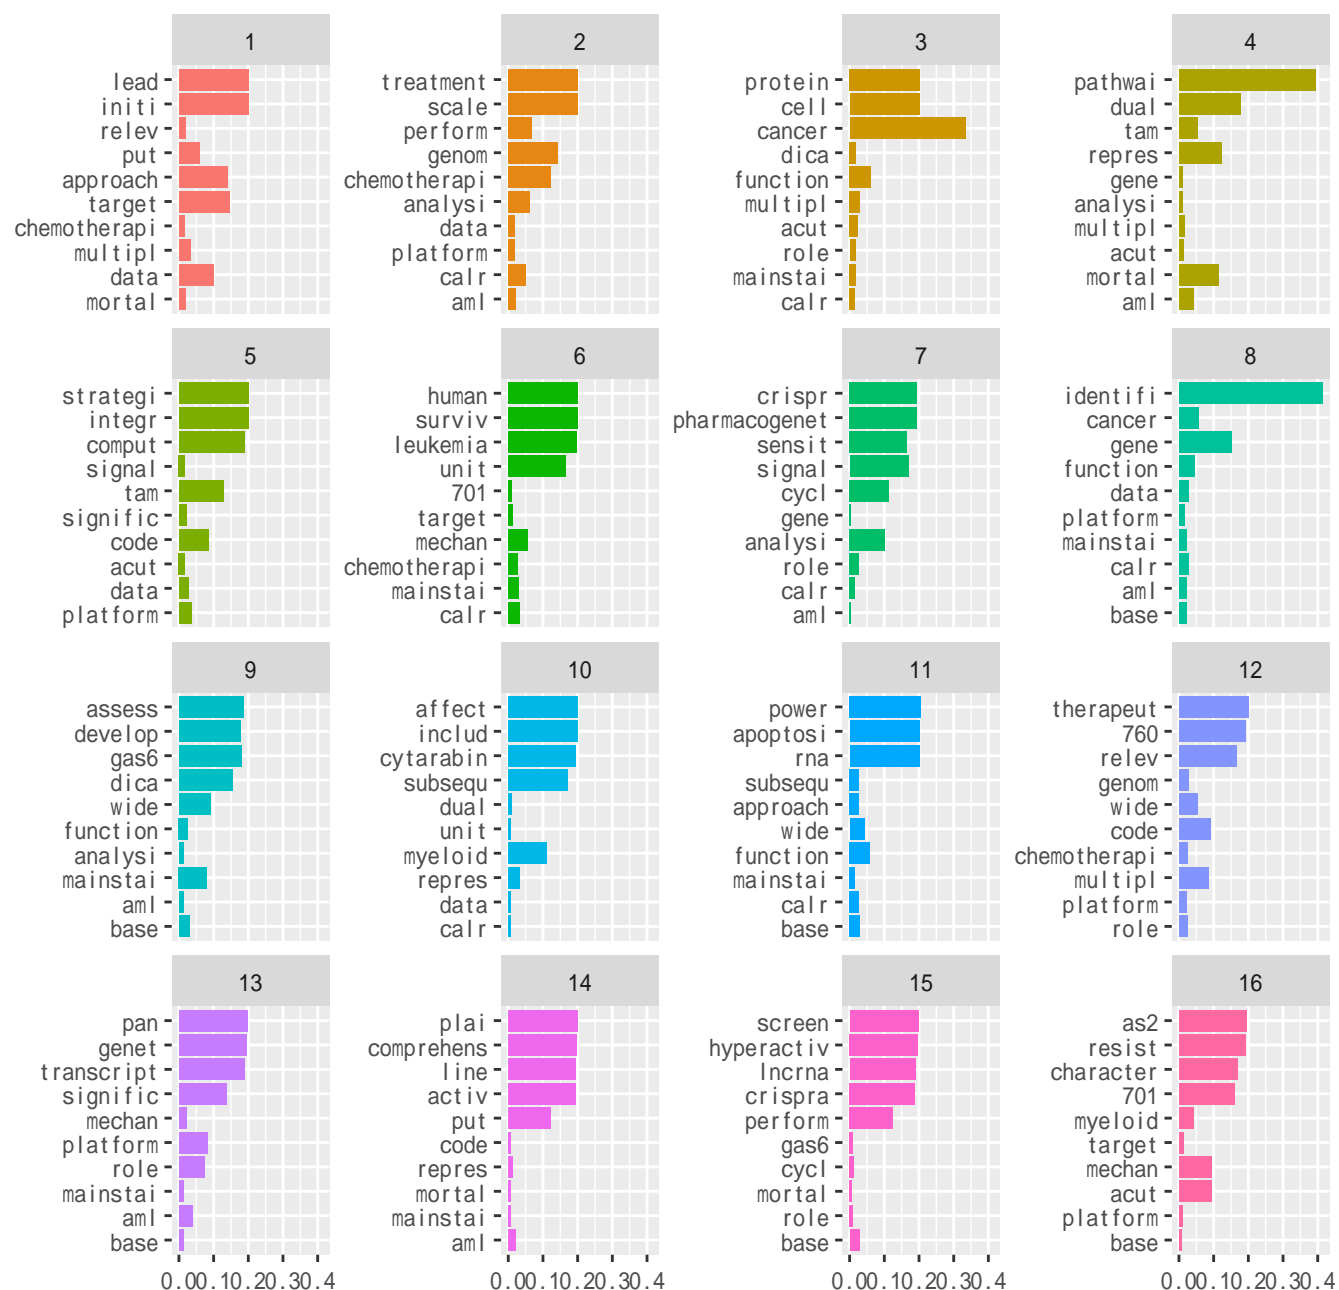 1
lead
initi
relev
put
approach
target
chemotherapi
multipl
data
mortal
2
treatment
scale
perform
genom
chemotherapi
analysi
data
platform
calr
aml
3
protein
cell
cancer
dica
function
multipl
acut
role
mainstai
calr
4
pathwai
dual
tam
repres
gene
analysi
multipl
acut
mortal
aml
5
strategi
integr
comput
signal
tam
signific
code
acut
data
platform
6
human
surviv
leukemia
unit
701
target
mechan
chemotherapi
mainstai
calr
7
crispr
pharmacogenet
sensit
signal
cycl
gene
analysi
role
calr
aml
8
identifi
cancer
gene
function
data
platform
mainstai
calr
aml
base
9
assess
develop
gas6
dica
wide
function
analysi
mainstai
aml
base
10
affect
includ
cytarabin
subsequ
dual
unit
myeloid
repres
data
calr
11
power
apoptosi
rna
subsequ
approach
wide
function
mainstai
calr
base
12
therapeut
760
relev
genom
wide
code
chemotherapi
multipl
platform
role
13
pan
genet
transcript
signific
mechan
platform
role
mainstai
aml
base
0.00.10.20.30.4
14
plai
comprehens
line
activ
put
code
repres
mortal
mainstai
aml
0.00.10.20.30.4
15
screen
hyperactiv
lncrna
crispra
perform
gas6
cycl
mortal
role
base
0.00.10.20.30.4
16
as2
resist
character
701
myeloid
target
mechan
acut
platform
base
0.00.10.20.30.4